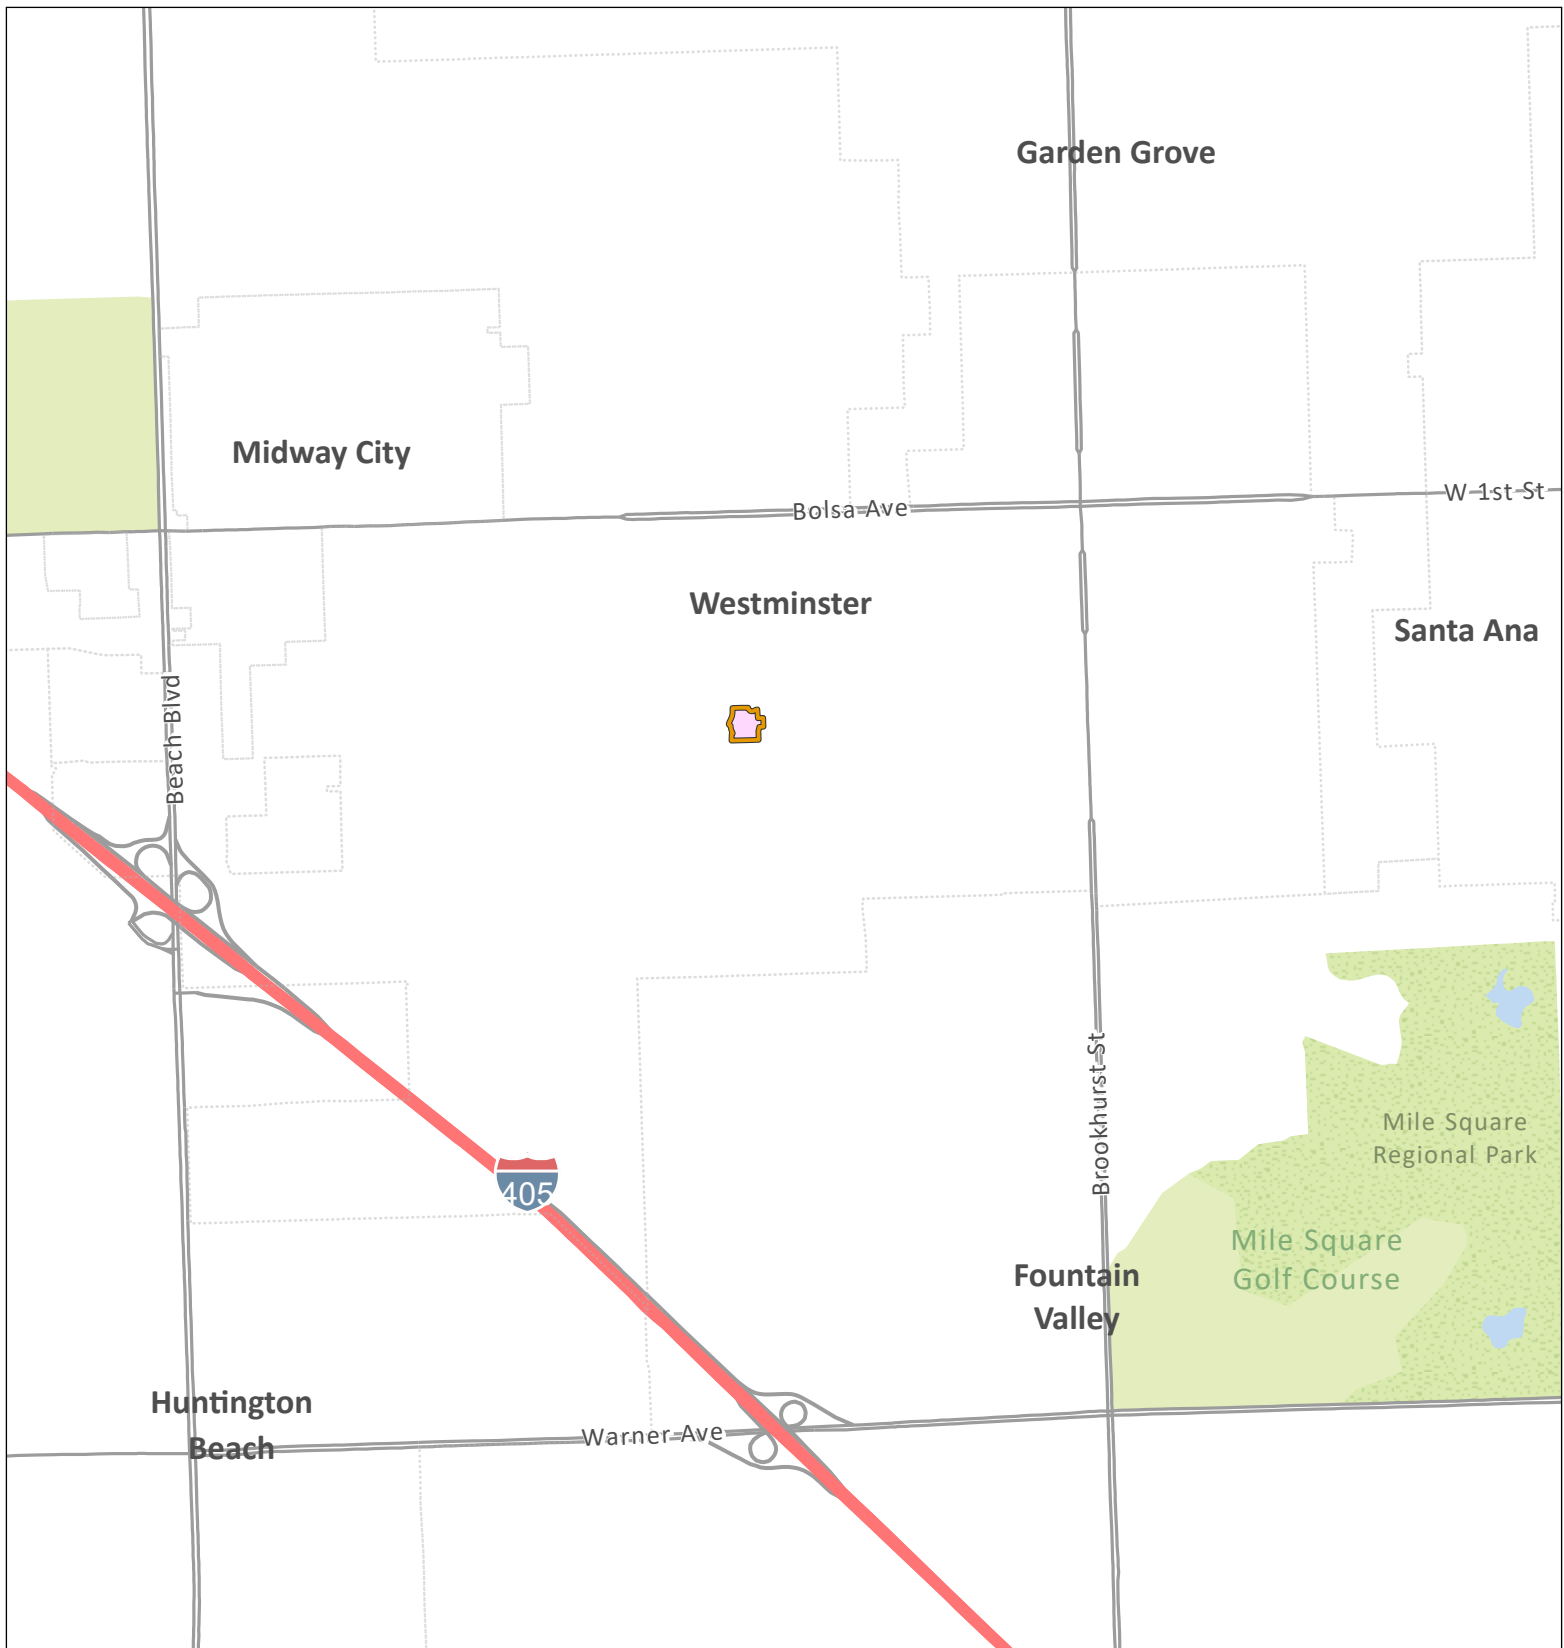 Garden Grove
Midway City
W 1st St
Bolsa Ave
Westminster
Santa Ana
Beach Blvd
Brookhurst St
Mile Square
Regional Park
405
Mile Square
Golf Course
Fountain
Valley
Huntington
Beach
Warner Ave